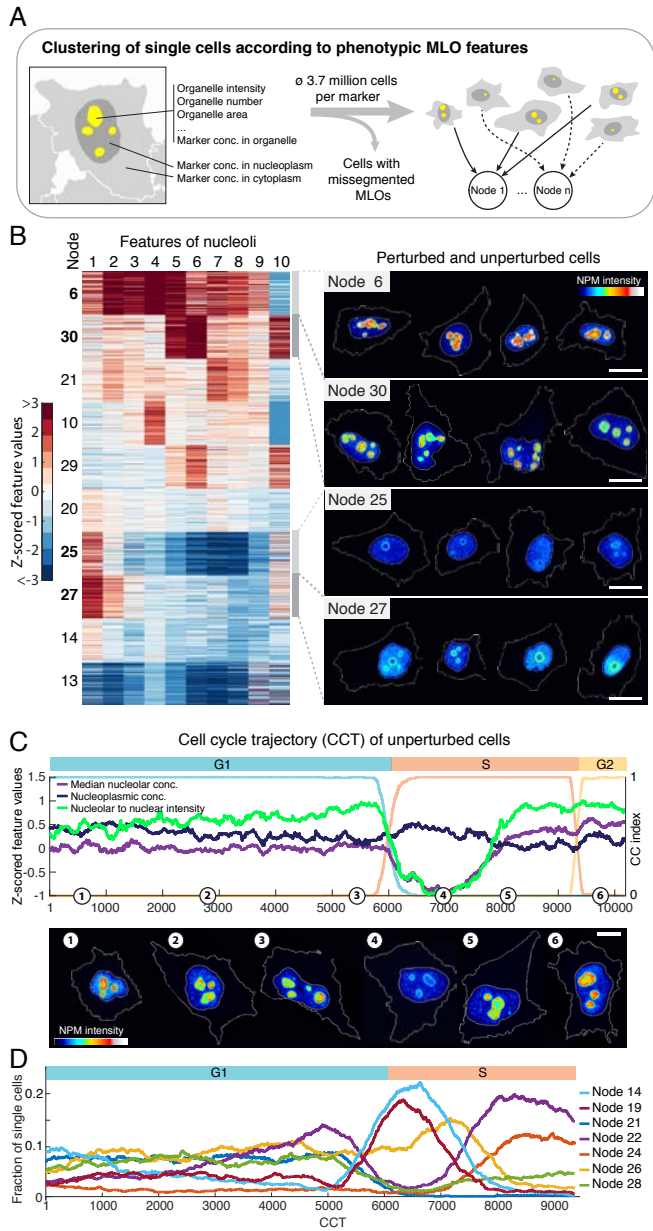 A
Clustering of single cells according to phenotypic MLO features
Organelle intensity
Organelle number
Organelle area
...
Marker conc. in organelle
Marker conc. in nucleoplasm
Marker conc. in cytoplasm
ø 3.7 million cells
per marker
Cells with
missegmented
MLOs
Node 1 ... Node n
B
Node
Features of nucleoli
1 2 3 4 5 6 7 8 9 10
6
30
21
10
29
20
25
27
14
13
Z-scored feature values
>3
2
1
0
-1
-2
<-3
Perturbed and unperturbed cells
Node 6
NPM intensity
Node 30
Node 25
Node 27
C
Cell cycle trajectory (CCT) of unperturbed cells
G1 S G2
Z-scored feature values
1.5
1
0.5
0
-0.5
-1
Median nucleolar conc.
Nucleoplasmic conc.
Nucleolar to nuclear intensity
1
0
CC index
1 2 3 4 5 6
1 1000 2000 3000 4000 5000 6000 7000 8000 9000 10200
1 2 3 4 5 6
NPM intensity
D
G1 S
Fraction of single cells
0.2
0.1
0
1 1000 2000 3000 4000 5000 6000 7000 8000 9000
CCT
Node 14
Node 19
Node 21
Node 22
Node 24
Node 26
Node 28